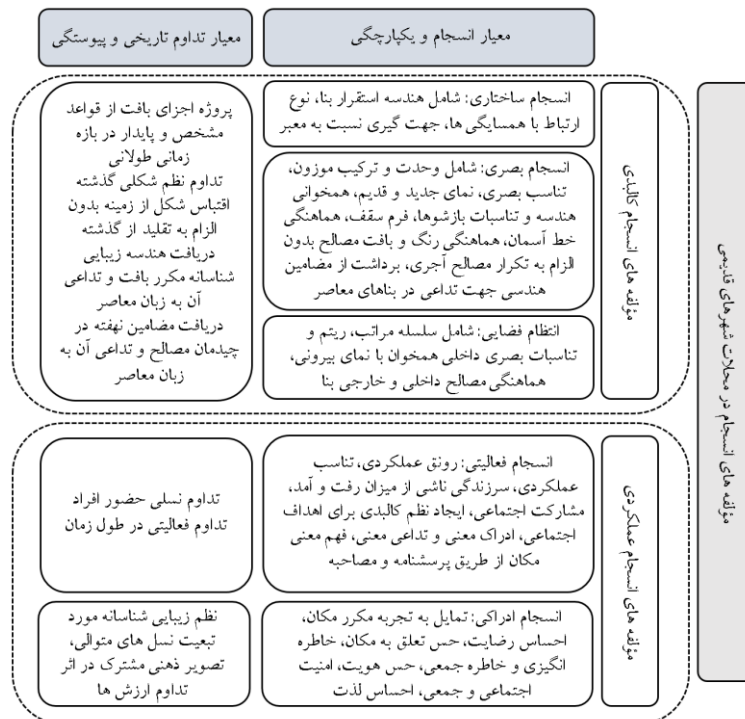 معیار انسجام و یکپارچگی
معیار تداوم تاریخی و پیوستگی
مؤلفه های انسجام در محلات شهرهای قدیمی
مؤلفه های انسجام کالبدی
انسجام ساختاری: شامل هندسه استقرار بنا، نوع
ارتباط با همسایگی ها، جهت گیری نسبت به معبر
انسجام بصری: شامل وحدت و ترکیب موزون،
تناسب بصری، نمای جدید و قدیم، همخوانی
هندسه و تناسبات بازشوها، فرم سقف، هماهنگی
خط آسمان، هماهنگی رنگ و بافت مصالح بدون
الزام به تکرار مصالح آجری، برداشت از مضامین
هندسی جهت تداعی در بناهای معاصر
انتظام فضایی: شامل سلسله مراتب، ریتم و
تناسبات بصری داخلی همخوان با نمای بیرونی،
هماهنگی مصالح داخلی و خارجی بنا
پروژه اجزای بافت از قواعد
مشخص و پایدار در بازه
زمانی طولانی
تداوم نظم شکلی گذشته
اقتباس شکل از زمینه بدون
الزام به تقلید از گذشته
دریافت هندسه زیبایی
شناسانه مکرر بافت و تداعی
آن به زبان معاصر
دریافت مضامین نهفته در
چیدمان مصالح و تداعی آن به
زبان معاصر
مؤلفه های انسجام عملکردی
انسجام فعالیتی: رونق عملکردی، تناسب
عملکردی، سرزندگی ناشی از میزان رفت و آمد،
مشارکت اجتماعی، ایجاد نظم کالبدی برای اهداف
اجتماعی، ادراک معنی و تداعی معنی، فهم معنی
مکان از طریق پرسشنامه و مصاحبه
تداوم نسلی حضور افراد
تداوم فعالیتی در طول زمان
انسجام ادراکی: تمایل به تجربه مکرر مکان،
احساس رضایت، حس تعلق به مکان، خاطره
انگیزی و خاطره جمعی، حس هویت، امنیت
اجتماعی و جمعی، احساس لذت
نظم زیبایی شناسانه مورد
تبعیت نسل های متوالی،
تصویر ذهنی مشترک در اثر
تداوم ارزش ها